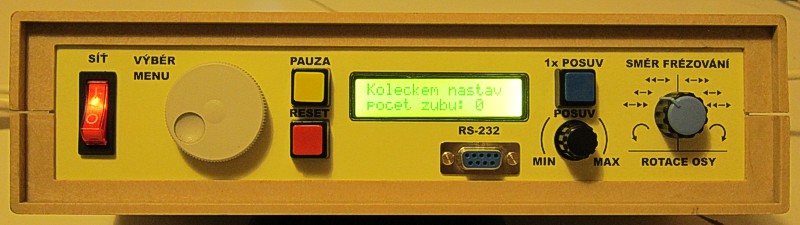 SÍŤ
VÝBĚR
MENU
PAUZA
RESET
Koleckem nastav
pocet zubu: 0
RS-232
1x POSUV
POSUV
MIN
MAX
SMĚR FRÉZOVÁNÍ
ROTACE OSY